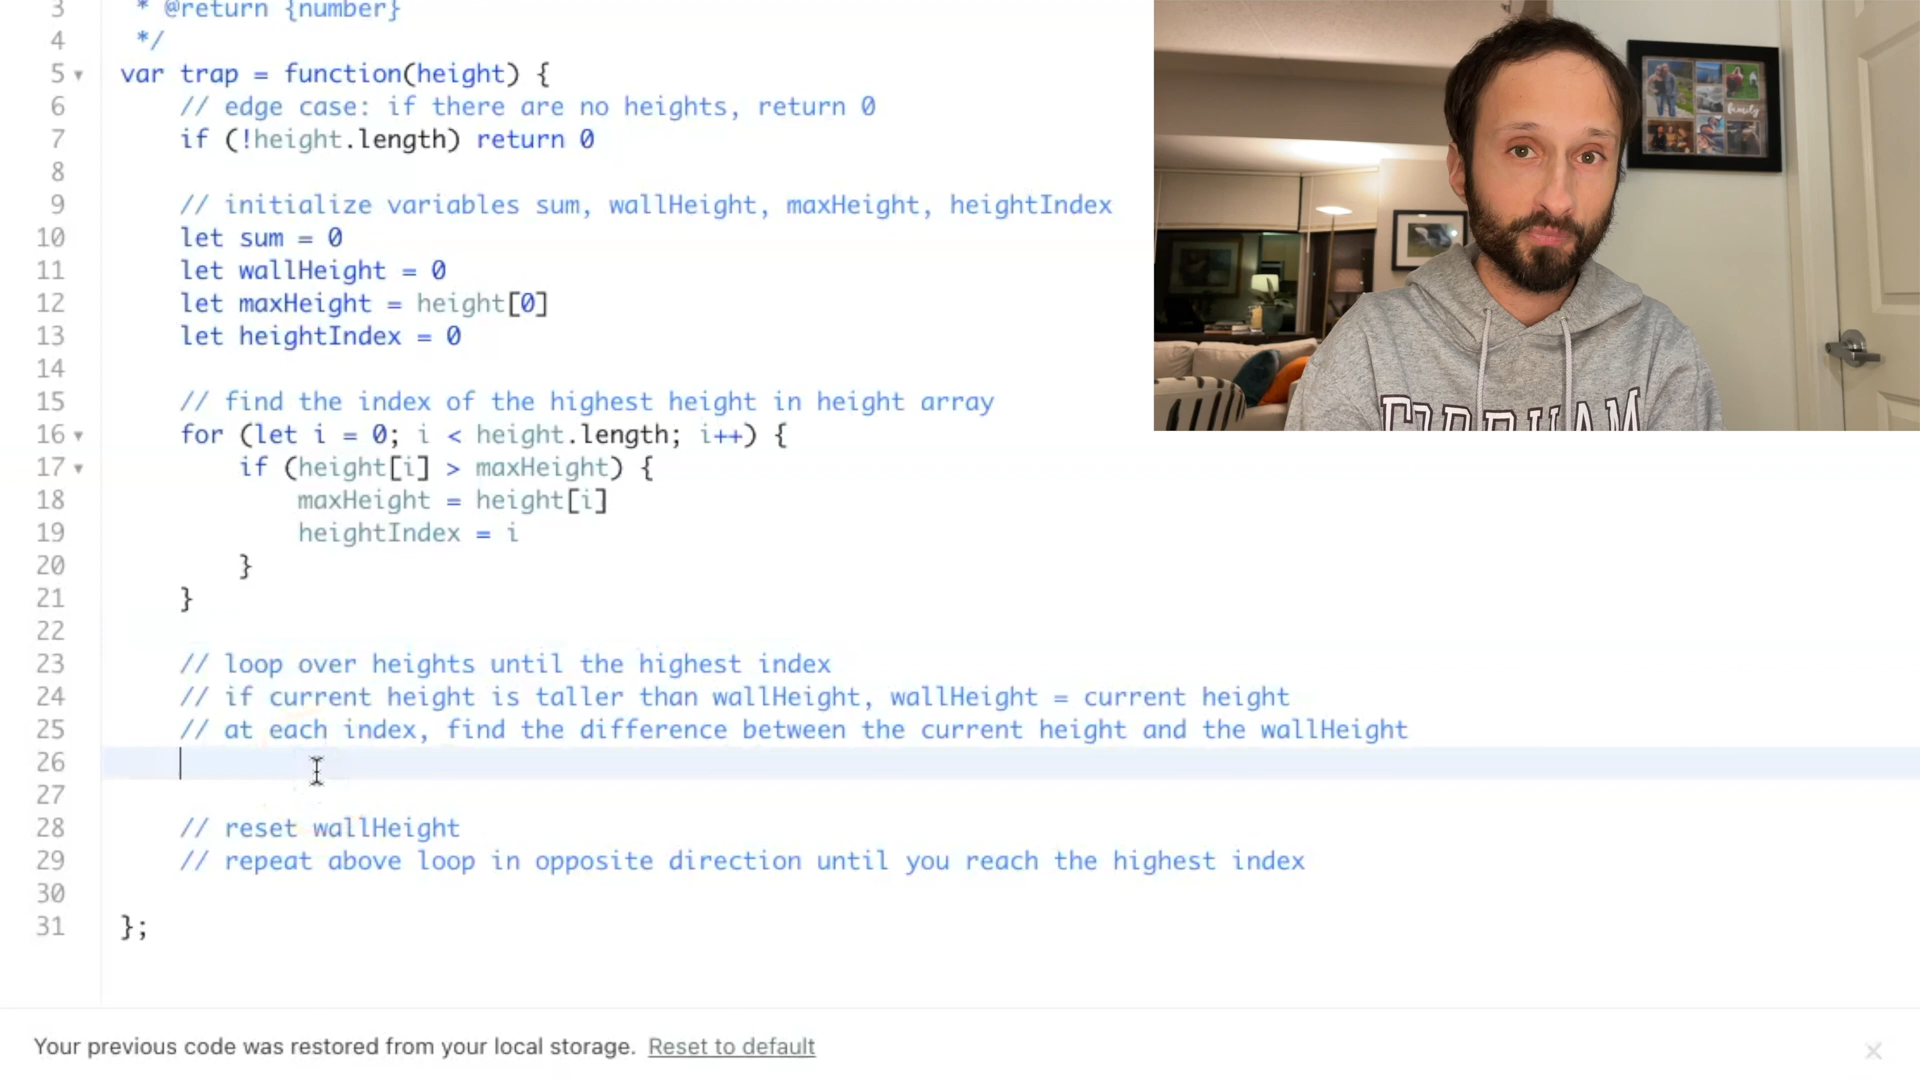 3 * @return {number}
4 */
5 var trap = function(height) {
6 // edge case: if there are no heights, return 0
7 if (!height.length) return 0
8
9 // initialize variables sum, wallHeight, maxHeight, heightIndex
10 let sum = 0
11 let wallHeight = 0
12 let maxHeight = height[0]
13 let heightIndex = 0
14
15 // find the index of the highest height in height array
16 for (let i = 0; i < height.length; i++) {
17 if (height[i] > maxHeight) {
18 maxHeight = height[i]
19 heightIndex = i
20 }
21 }
22
23 // loop over heights until the highest index
24 // if current height is taller than wallHeight, wallHeight = current height
25 // at each index, find the difference between the current height and the wallHeight
26
27
28 // reset wallHeight
29 // repeat above loop in opposite direction until you reach the highest index
30
31 };
Your previous code was restored from your local storage. Reset to default
family